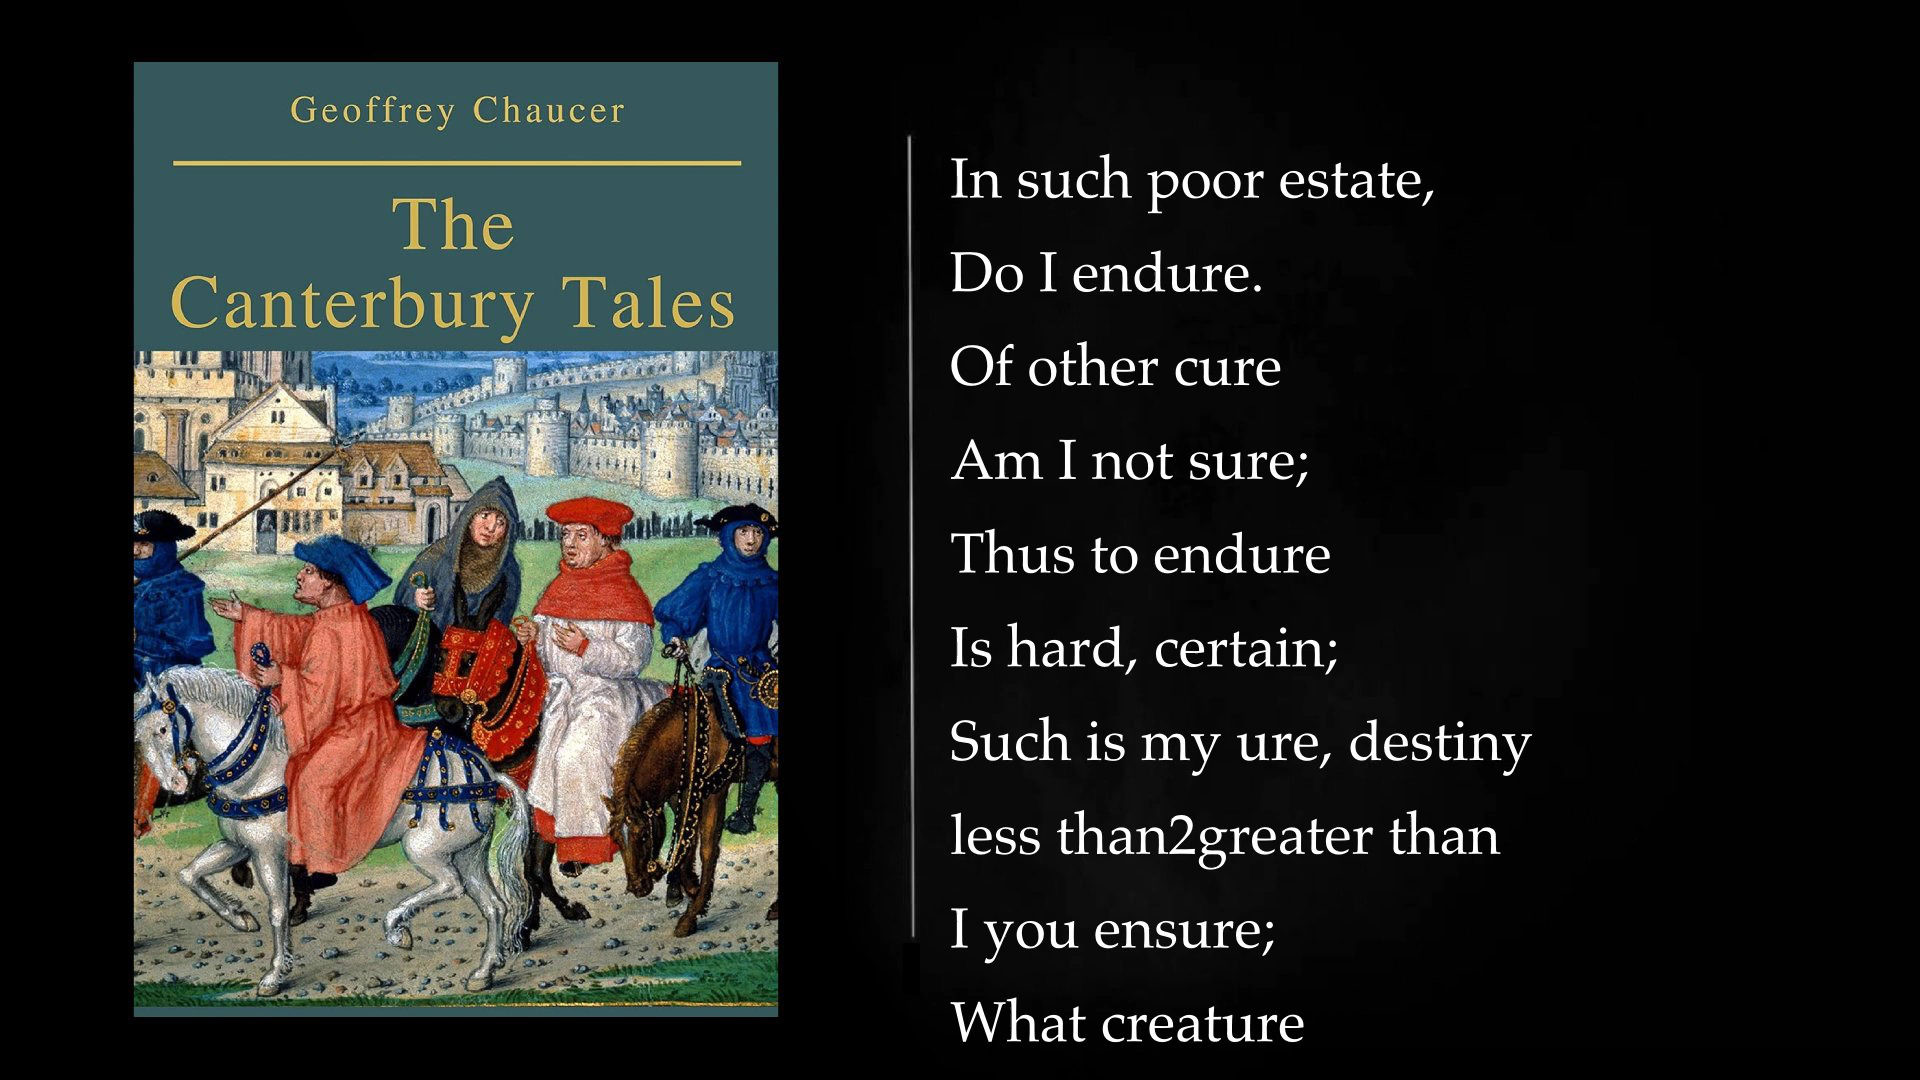 Geoffrey Chaucer
The
Canterbury Tales
In such poor estate,
Do I endure.
Of other cure
Am I not sure;
Thus to endure
Is hard, certain;
Such is my ure, destiny
less than2greater than
I you ensure;
What creature